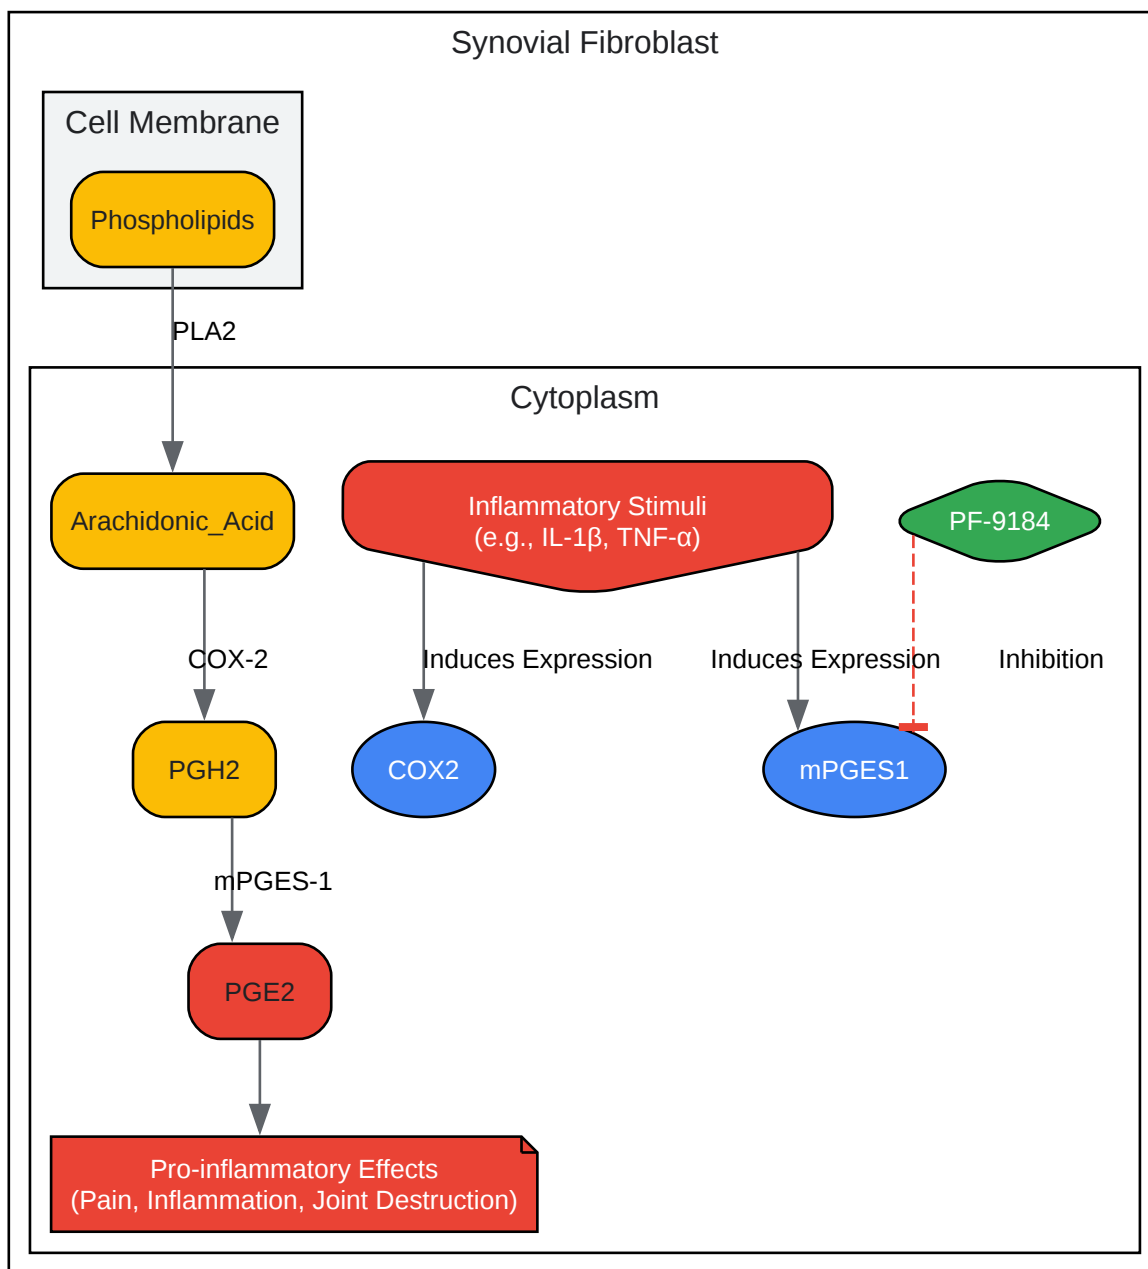 Synovial Fibroblast
Cell Membrane
Phospholipids
PLA2
Cytoplasm
Arachidonic_Acid
Inflammatory Stimuli
(e.g., IL-1β, TNF-α)
PF-9184
COX-2
Induces Expression
Induces Expression
Inhibition
PGH2
COX2
mPGES1
mPGES-1
PGE2
Pro-inflammatory Effects
(Pain, Inflammation, Joint Destruction)